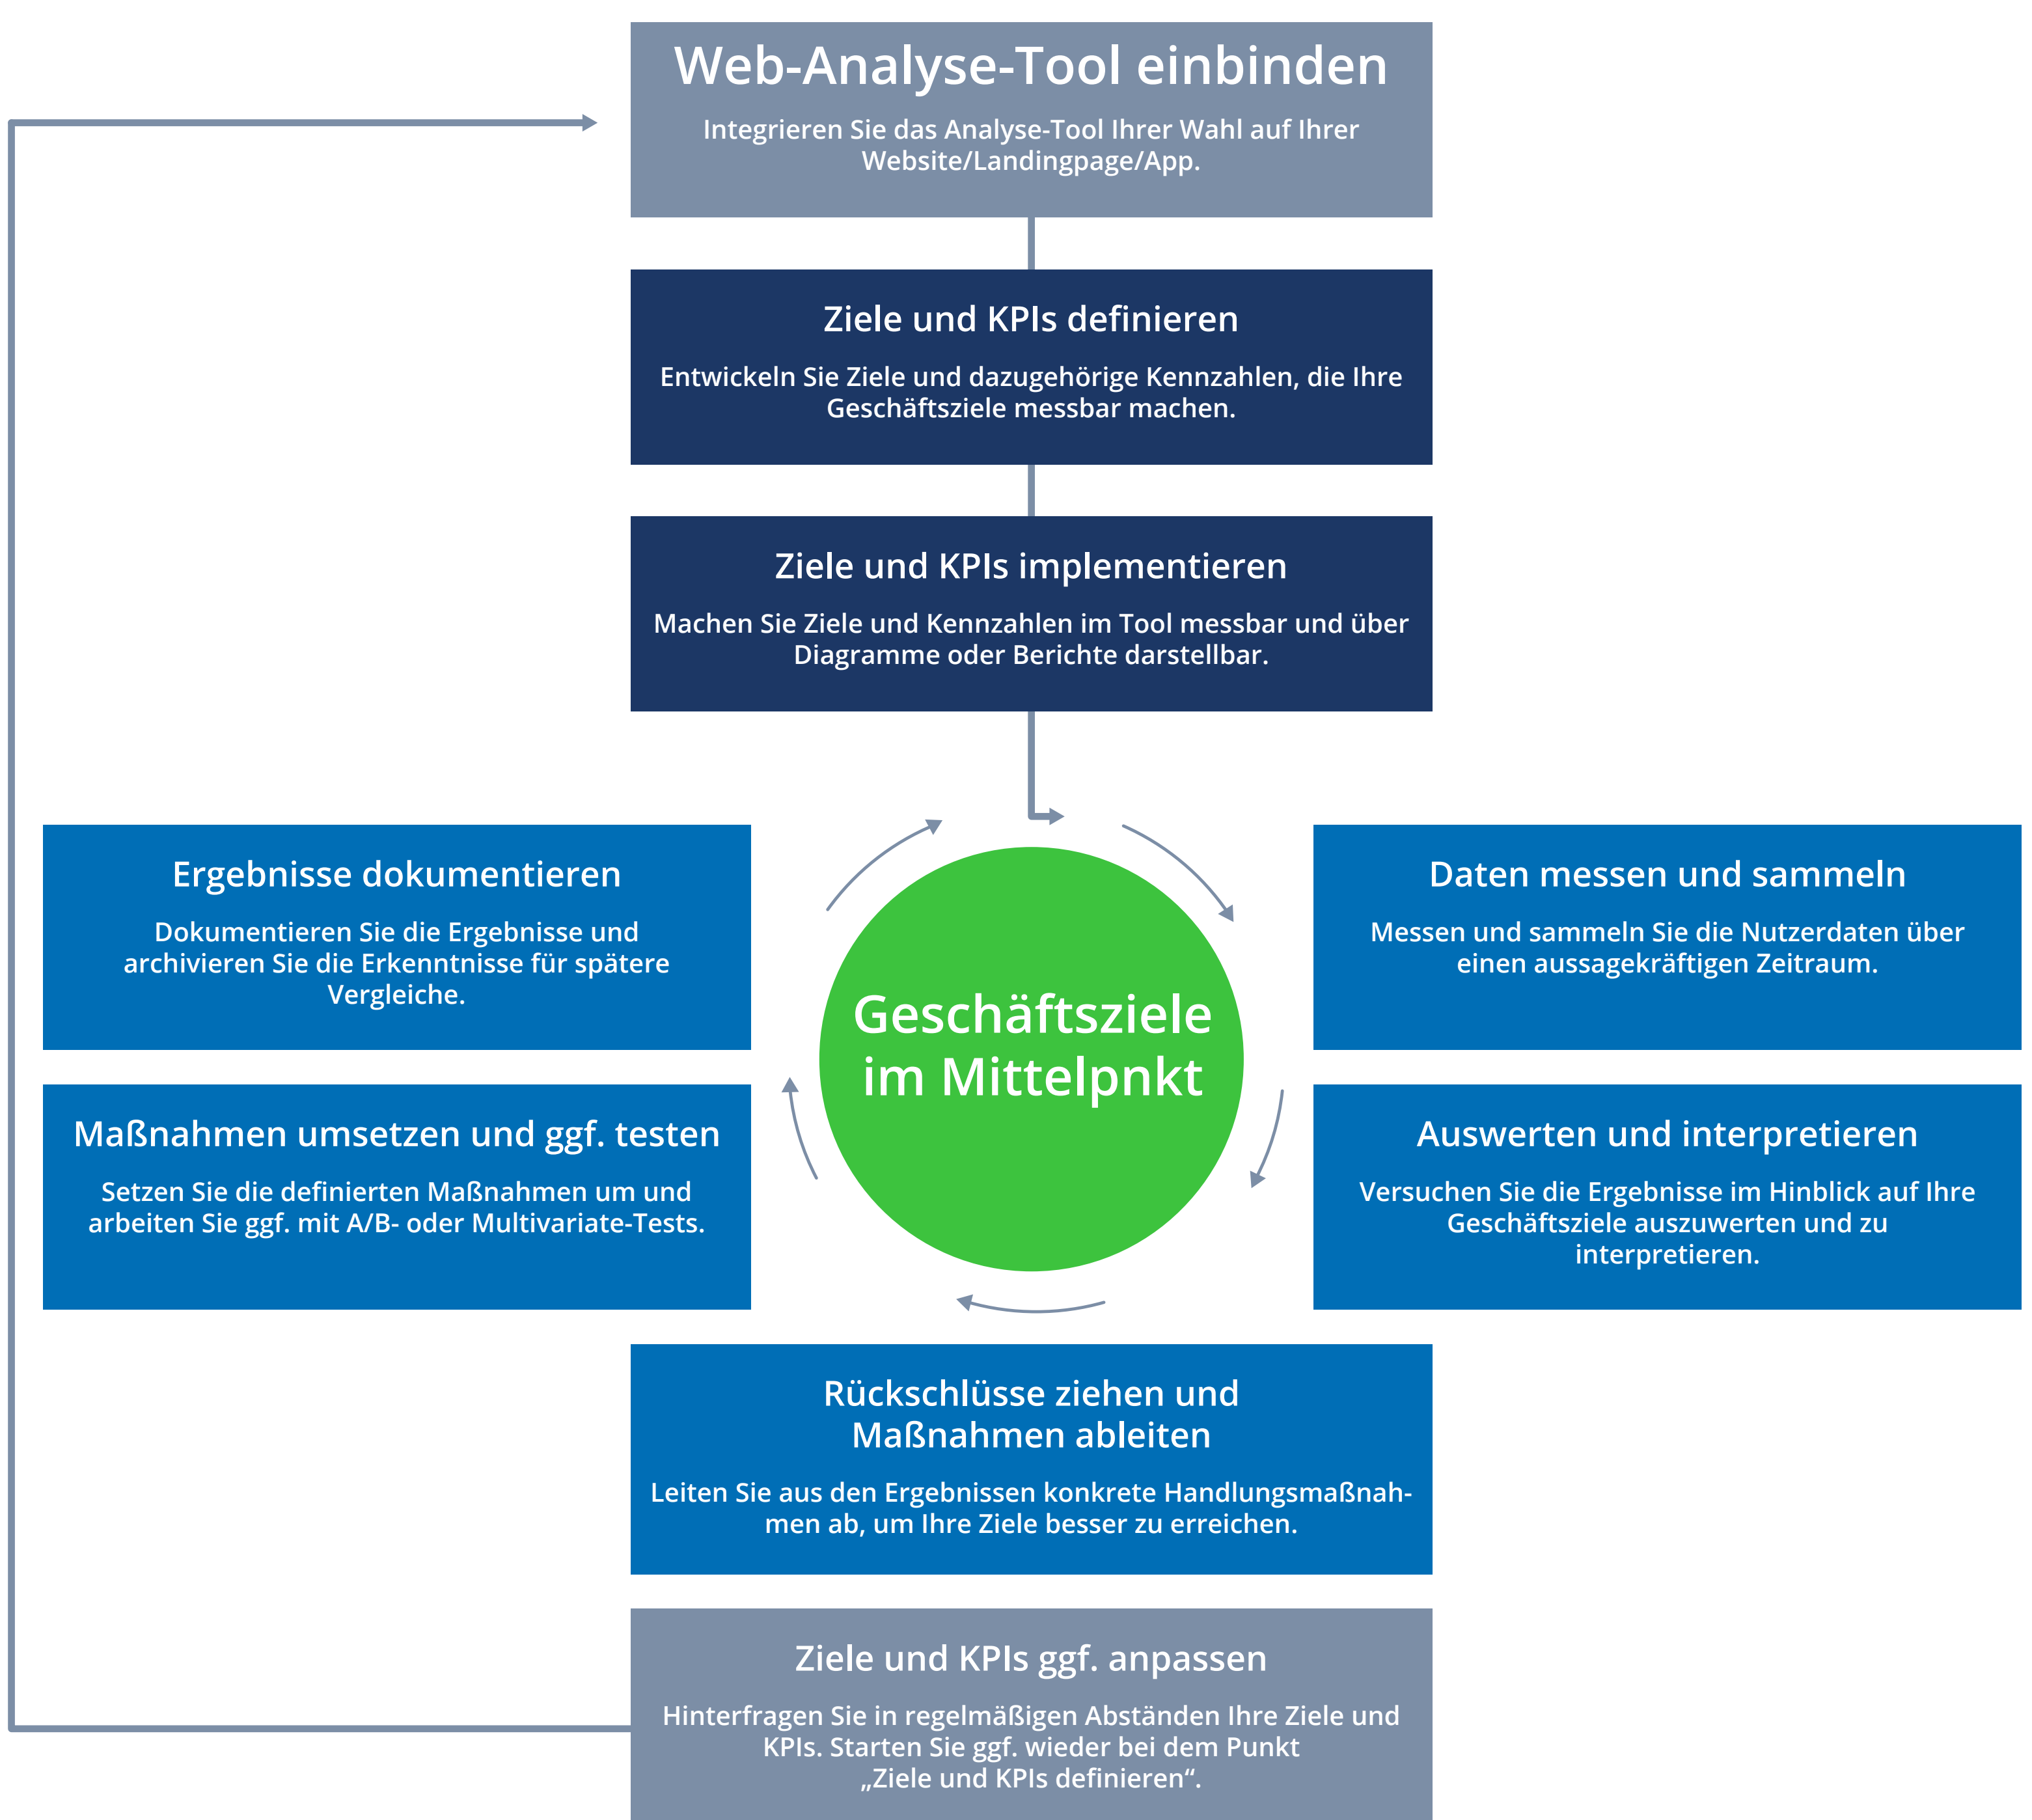 Web-Analyse-Tool einbinden
Integrieren Sie das Analyse-Tool Ihrer Wahl auf Ihrer
Website/Landingpage/App.
Ziele und KPIs definieren
Entwickeln Sie Ziele und dazugehörige Kennzahlen, die Ihre
Geschäftsziele messbar machen.
Ziele und KPIs implementieren
Machen Sie Ziele und Kennzahlen im Tool messbar und über
Diagramme oder Berichte darstellbar.
Geschäftsziele
im Mittelpnkt
Daten messen und sammeln
Messen und sammeln Sie die Nutzerdaten über
einen aussagekräftigen Zeitraum.
Auswerten und interpretieren
Versuchen Sie die Ergebnisse im Hinblick auf Ihre
Geschäftsziele auszuwerten und zu
interpretieren.
Rückschlüsse ziehen und
Maßnahmen ableiten
Leiten Sie aus den Ergebnissen konkrete Handlungsmaßnah-
men ab, um Ihre Ziele besser zu erreichen.
Maßnahmen umsetzen und ggf. testen
Setzen Sie die definierten Maßnahmen um und
arbeiten Sie ggf. mit A/B- oder Multivariate-Tests.
Ergebnisse dokumentieren
Dokumentieren Sie die Ergebnisse und
archivieren Sie die Erkenntnisse für spätere
Vergleiche.
Ziele und KPIs ggf. anpassen
Hinterfragen Sie in regelmäßigen Abständen Ihre Ziele und
KPIs. Starten Sie ggf. wieder bei dem Punkt
„Ziele und KPIs definieren“.